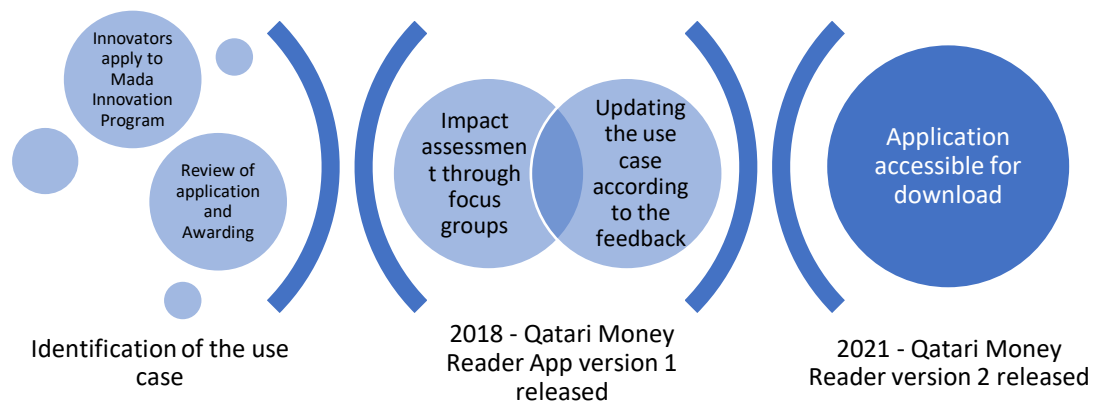 Innovators
apply to
Mada
Innovation
Program
Review of
application
and
Awarding
Identification of the use
case
Impact
assessmen
t through
focus
groups
Updating
the use
case
according
to the
feedback
2018 - Qatari Money
Reader App version 1
released
Application
accessible for
download
2021 - Qatari Money
Reader version 2 released